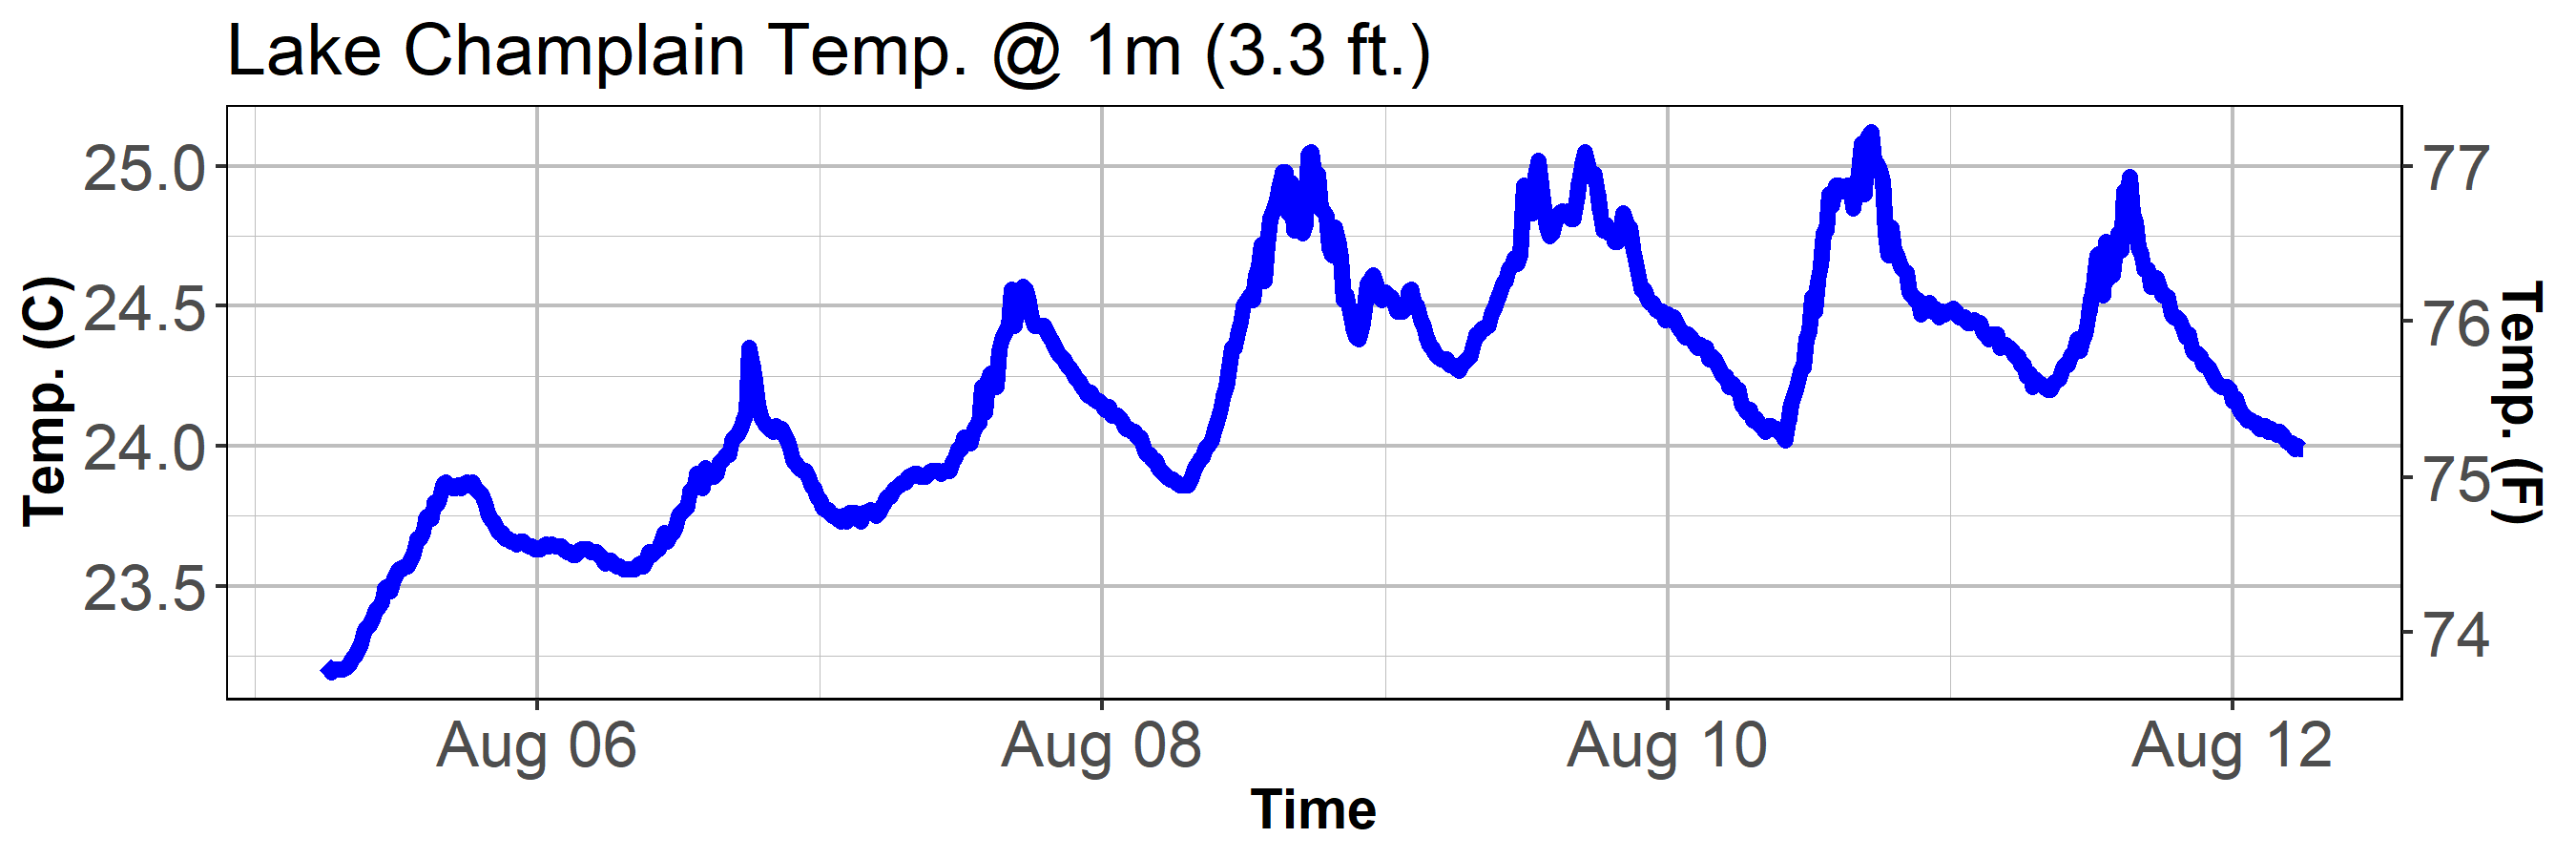 Lake Champlain Temp. @ 1m (3.3 ft.)
Temp. (C)
25.0
24.5
24.0
23.5
77
76
75
74
Temp. (F)
Aug 06 Aug 08 Aug 10 Aug 12
Time